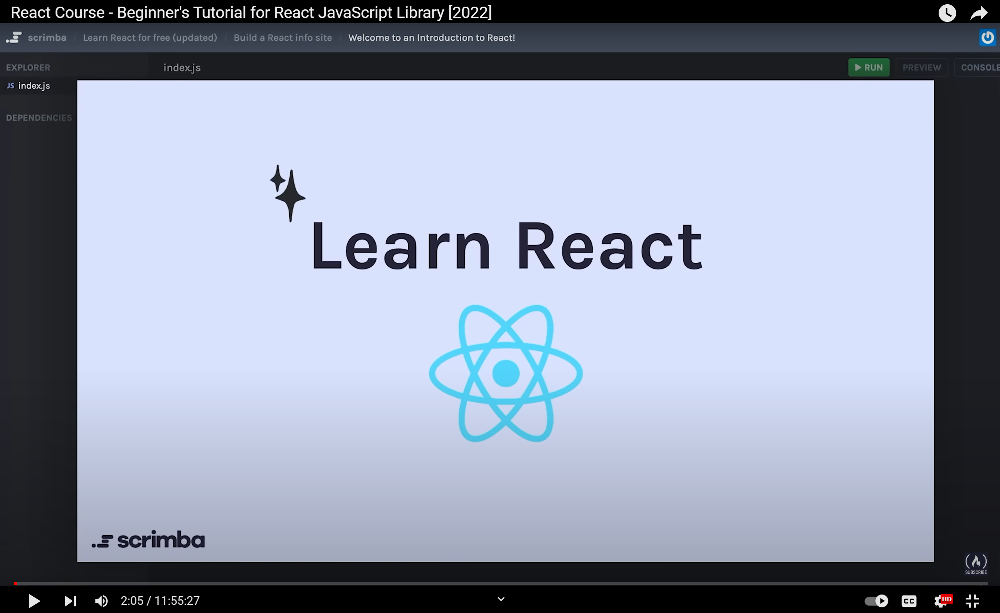 React Course - Beginner's Tutorial for React JavaScript Library [2022]
scrimba / Learn React for free (updated) / Build a React info site / Welcome to an Introduction to React!
EXPLORER
index.js
RUN
PREVIEW
CONSOLE
JS index.js
DEPENDENCIES
Learn React
scrimba
SUBSCRIBE
2:05 / 11:55:27
CC
HD